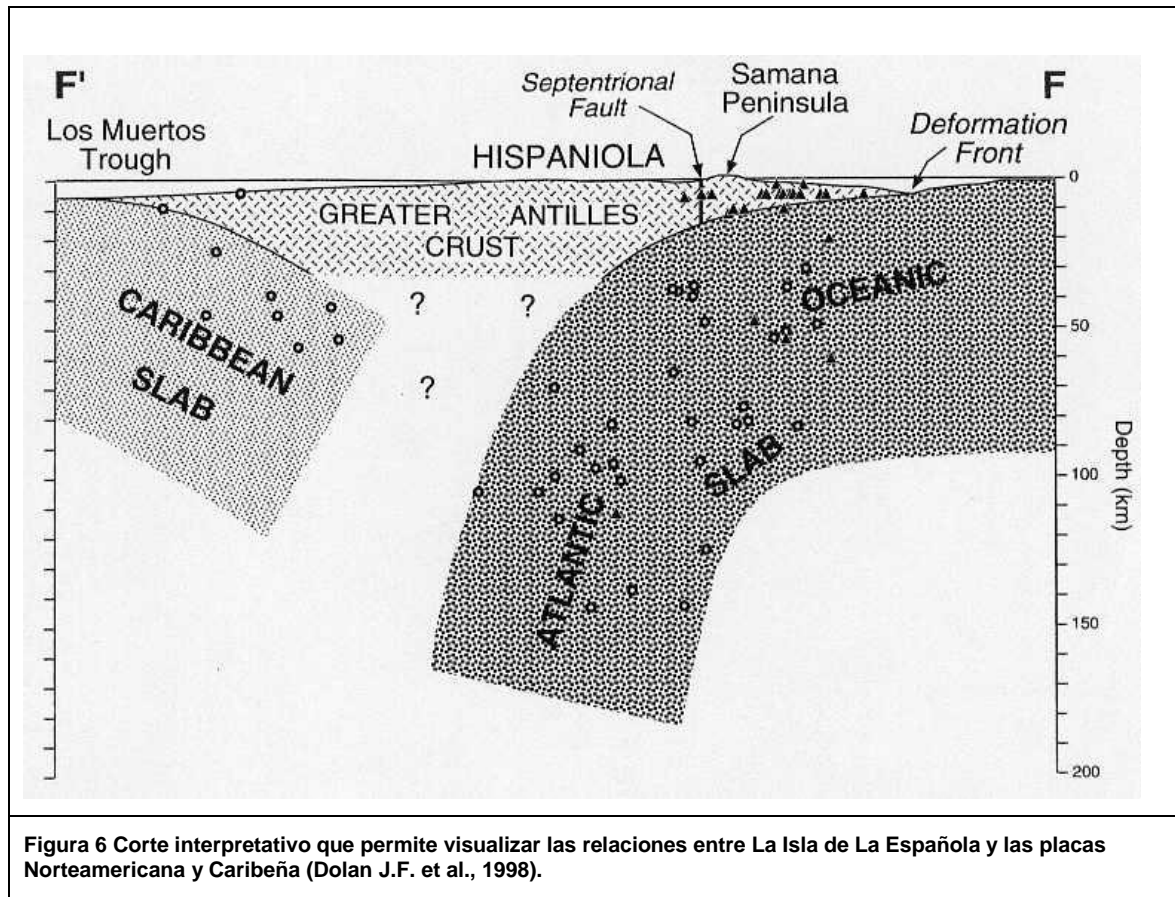 F'
F
Los Muertos
Trough
Septentrional
Fault
Samana
Peninsula
HISPANIOLA
Deformation
Front
GREATER ANTILLES
CRUST
CARIBBEAN
SLAB
? ?
?
ATLANTIC
OCEANIC
SLAB
0
50
100
150
200
Depth (km)
Figura 6 Corte interpretativo que permite visualizar las relaciones entre La Isla de La Española y las placas
Norteamericana y Caribeña (Dolan J.F. et al., 1998).